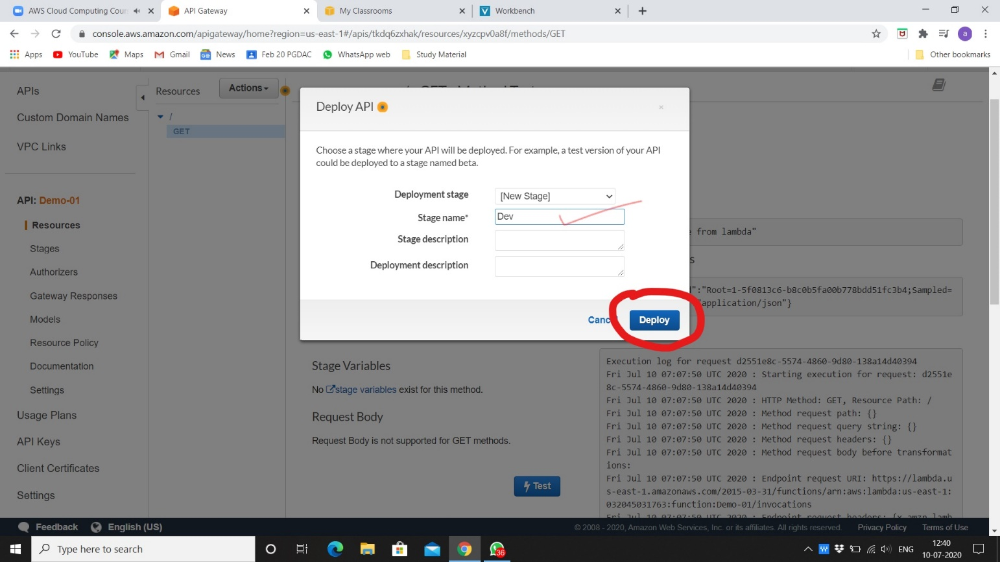 AWS Cloud Computing Cour
API Gateway
My Classrooms
Workbench
console.aws.amazon.com/apigateway/home?region=us-east-1#/apis/tkdq6zxhak/resources/xyzcpv0a8f/methods/GET
a
Apps
YouTube
Maps
Gmail
News
Feb 20 PGDAC
WhatsApp web
Study Material
Other bookmarks
APIs
Custom Domain Names
VPC Links
API: Demo-01
Resources
Stages
Authorizers
Gateway Responses
Models
Resource Policy
Documentation
Settings
Usage Plans
API Keys
Client Certificates
Settings
Resources
Actions
/
GET
Deploy API
Choose a stage where your API will be deployed. For example, a test version of your API
could be deployed to a stage named beta.
Deployment stage
[New Stage]
Stage name*
Dev
Stage description
Deployment description
Deploy
e from lambda"
s
d":"Root=1-5f0813c6-b8c0b5fa00b778bdd51fc3b4;Sampled=
"application/json"}
Stage Variables
No stage variables exist for this method.
Request Body
Request Body is not supported for GET methods.
Test
Execution log for request d2551e8c-5574-4860-9d80-138a14d40394
Fri Jul 10 07:07:50 UTC 2020 : Starting execution for request: d2551e
8c-5574-4860-9d80-138a14d40394
Fri Jul 10 07:07:50 UTC 2020 : HTTP Method: GET, Resource Path: /
Fri Jul 10 07:07:50 UTC 2020 : Method request path: {}
Fri Jul 10 07:07:50 UTC 2020 : Method request query string: {}
Fri Jul 10 07:07:50 UTC 2020 : Method request headers: {}
Fri Jul 10 07:07:50 UTC 2020 : Method request body before transformat
ions:
Fri Jul 10 07:07:50 UTC 2020 : Endpoint request URI: https://lambda.u
s-east-1.amazonaws.com/2015-03-31/functions/arn:aws:lambda:us-east-1:
032045031763:function:Demo-01/invocations
Feedback
English (US)
© 2008 - 2020, Amazon Web Services, Inc. or its affiliates. All rights reserved.
Privacy Policy
Terms of Use
Type here to search
36
ENG
12:40
10-07-2020